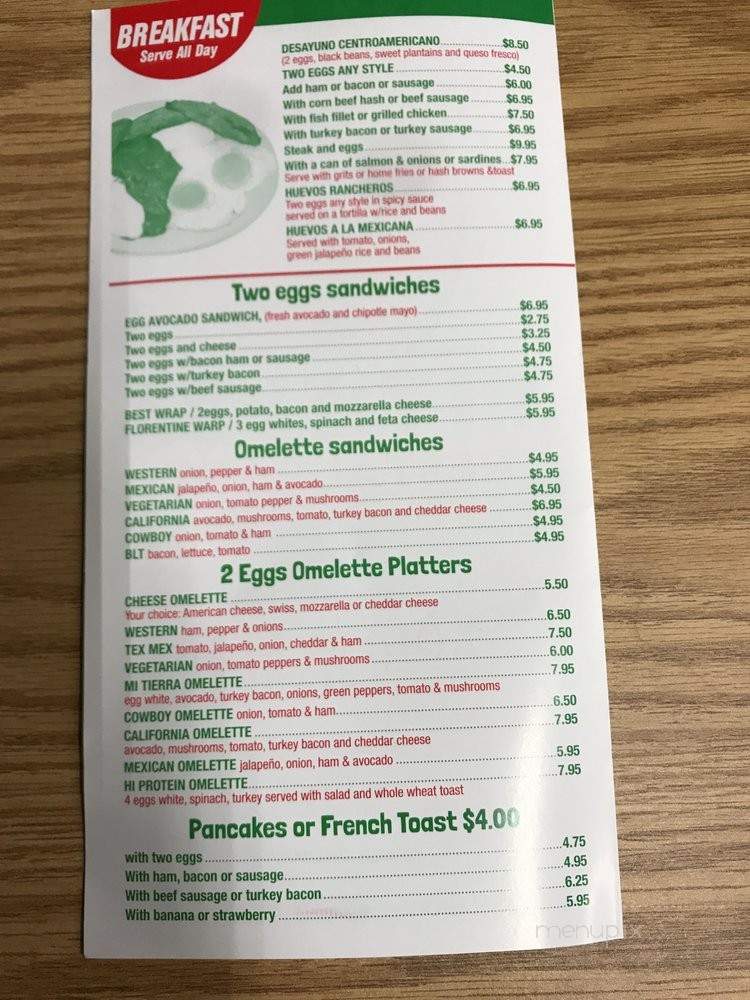 BREAKFAST
Serve All Day
DESAYUNO CENTROAMERICANO $8.50
(2 eggs, black beans, sweet plantains and queso fresco)
TWO EGGS ANY STYLE $4.50
Add ham or bacon or sausage $6.00
With corn beef hash or beef sausage $6.95
With fish fillet or grilled chicken $7.50
With turkey bacon or turkey sausage $6.95
Steak and eggs $9.95
With a can of salmon & onions or sardines $7.95
Serve with grits or home fries or hash browns &toast
HUEVOS RANCHEROS $6.95
Two eggs any style in spicy sauce
served on a tortilla w/rice and beans
HUEVOS A LA MEXICANA $6.95
Served with tomato, onions,
green jalapeño rice and beans
Two eggs sandwiches
EGG AVOCADO SANDWICH, (fresh avocado and chipotle mayo) $6.95
Two eggs $2.75
Two eggs and cheese $3.25
Two eggs w/bacon ham or sausage $4.50
Two eggs w/turkey bacon $4.75
Two eggs w/beef sausage $4.75
BEST WRAP / 2eggs, potato, bacon and mozzarella cheese $5.95
FLORENTINE WARP / 3 egg whites, spinach and feta cheese $5.95
Omelette sandwiches
WESTERN onion, pepper & ham $4.95
MEXICAN jalapeño, onion, ham & avocado $5.95
VEGETARIAN onion, tomato pepper & mushrooms $4.50
CALIFORNIA avocado, mushrooms, tomato, turkey bacon and cheddar cheese $6.95
COWBOY onion, tomato & ham $4.95
BLT bacon, lettuce, tomato $4.95
2 Eggs Omelette Platters
CHEESE OMELETTE 5.50
Your choice: American cheese, swiss, mozzarella or cheddar cheese
WESTERN ham, pepper & onions 6.50
TEX MEX tomato, jalapeño, onion, cheddar & ham 7.50
VEGETARIAN onion, tomato peppers & mushrooms 6.00
MI TIERRA OMELETTE 7.95
egg white, avocado, turkey bacon, onions, green peppers, tomato & mushrooms
COWBOY OMELETTE onion, tomato & ham 6.50
CALIFORNIA OMELETTE 7.95
avocado, mushrooms, tomato, turkey bacon and cheddar cheese
MEXICAN OMELETTE jalapeño, onion, ham & avocado 5.95
HI PROTEIN OMELETTE 7.95
4 eggs white, spinach, turkey served with salad and whole wheat toast
Pancakes or French Toast $4.00
with two eggs 4.75
With ham, bacon or sausage 4.95
With beef sausage or turkey bacon 6.25
With banana or strawberry 5.95